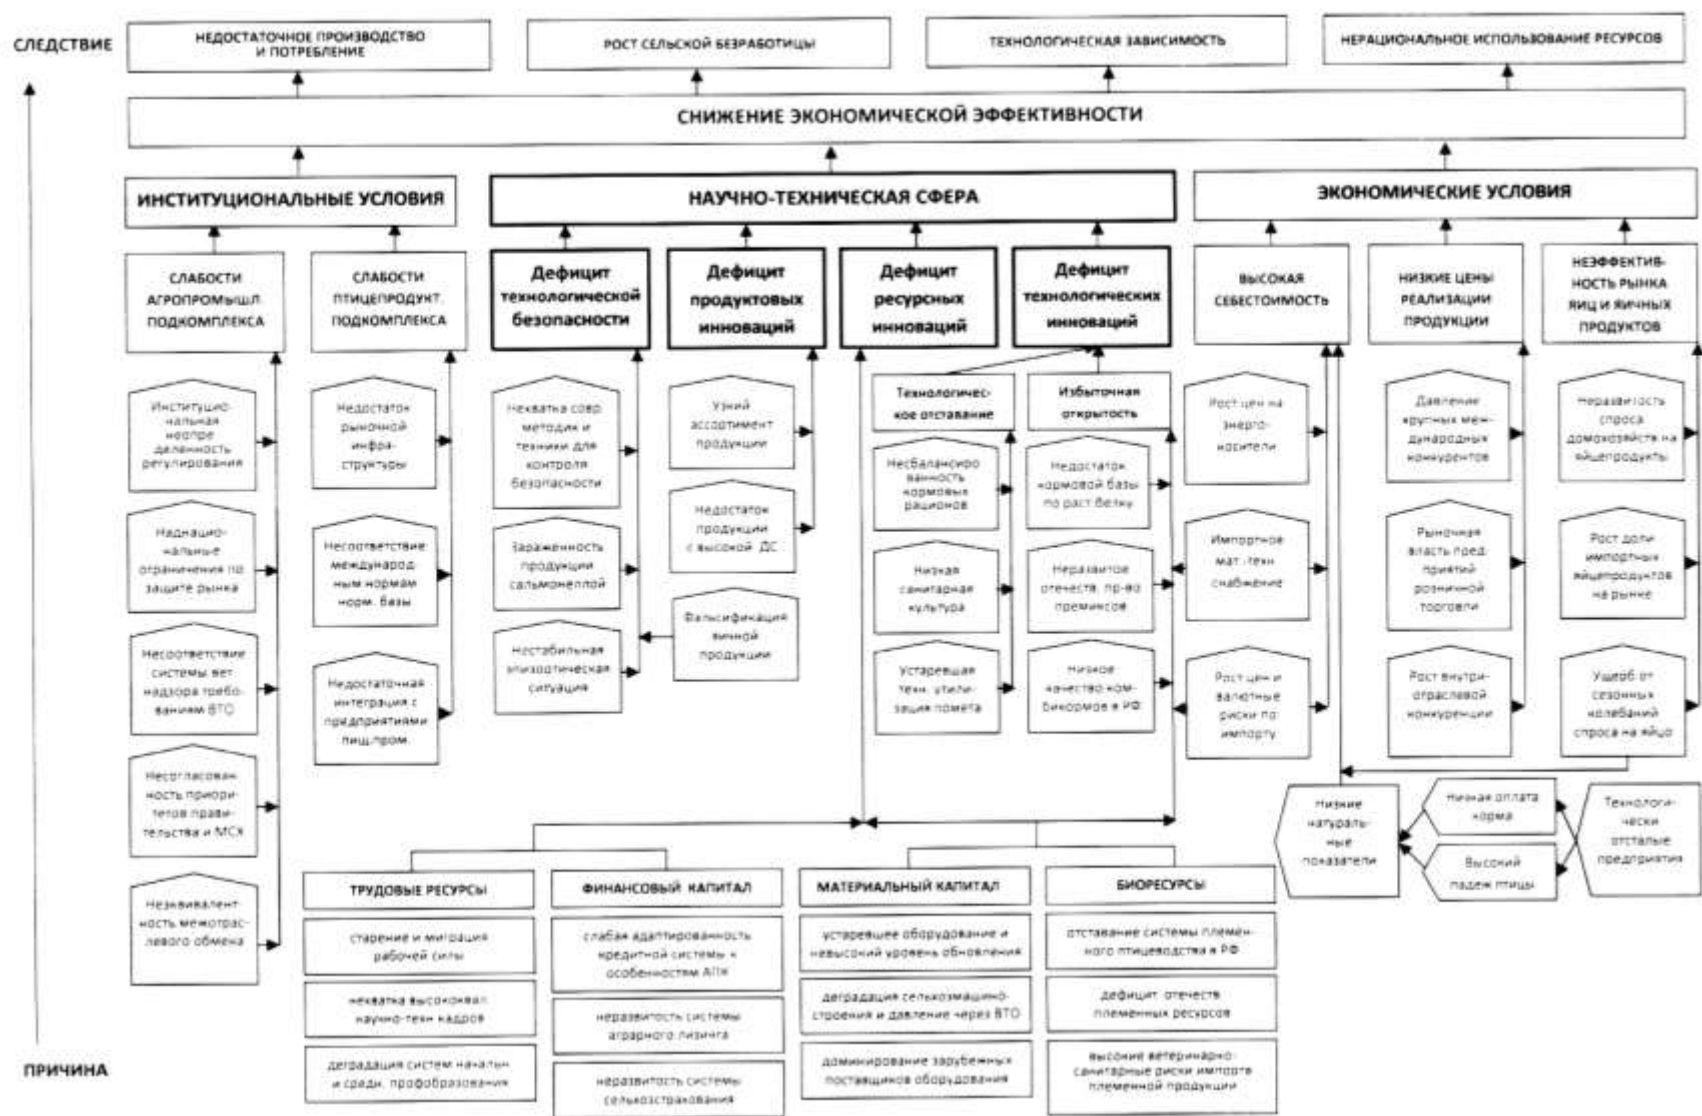 СЛЕДСТВИЕ
НЕДОСТАТОЧНОЕ ПРОИЗВОДСТВО
И ПОТРЕБЛЕНИЕ
РОСТ СЕЛЬСКОЙ БЕЗРАБОТИЦЫ
ТЕХНОЛОГИЧЕСКАЯ ЗАВИСИМОСТЬ
НЕРАЦИОНАЛЬНОЕ ИСПОЛЬЗОВАНИЕ РЕСУРСОВ
СНИЖЕНИЕ ЭКОНОМИЧЕСКОЙ ЭФФЕКТИВНОСТИ
ИНСТИТУЦИОНАЛЬНЫЕ УСЛОВИЯ
НАУЧНО-ТЕХНИЧЕСКАЯ СФЕРА
ЭКОНОМИЧЕСКИЕ УСЛОВИЯ
СЛАБОСТИ
АГРОПРОМЫШЛ.
ПОДКОМПЛЕКСА
СЛАБОСТИ
ПТИЦЕПРОДУКТ.
ПОДКОМПЛЕКСА
Дефицит
технологической
безопасности
Дефицит
продуктовых
инноваций
Дефицит
ресурсных
инноваций
Дефицит
технологических
инноваций
ВЫСОКАЯ
СЕБЕСТОИМОСТЬ
НИЗКИЕ ЦЕНЫ
РЕАЛИЗАЦИИ
ПРОДУКЦИИ
НЕЭФФЕКТИВ-
НОСТЬ РЫНКА
ЯИЦ И ЯИЧНЫХ
ПРОДУКТОВ
Институцио-
нальная
неопре
деленность
регулирования
Наднацио-
нальные
ограничения по
защите рынка
Несоответствие
системы вет
надзора требо-
ваниям ВТО
Несогласован-
ность приори-
тетов прави-
тельства и МСХ
Неэквивалент-
ность межотрас-
левого обмена
Недостаток
рыночной
инфра-
структуры
Несоответствие
международ-
ным нормам
норм. базы
Недостаточная
интеграция с
предприятиями
пищ.пром.
Нехватка совр.
методик и
техники для
контроля
безопасности
Зараженность
продукции
сальмонеллой
Нестабильная
эпизоотическая
ситуация
Узкий
ассортимент
продукции
Недостаток
продукции
с высокой ДС
Фальсификация
яичной
продукции
Технологичес-
кое отставание
Несбалансиро
ванность
кормовых
рационов
Низкая
санитарная
культура
Устаревшая
техн. утили-
зация помета
Избыточная
открытость
Недостаток
кормовой базы
по раст белку
Неразвитое
отечеств. пр-во
премиксов
Низкое
качество ком-
бикормов в РФ
Рост цен на
энерго-
носители
Импортное
мат.-техн.
снабжение
Рост цен и
валютные
риски по
импорту
Давление
крупных меж-
дународных
конкурентов
Рыночная
власть пред-
приятий
розничной
торговли
Рост внутри-
отраслевой
конкуренции
Неразвитость
спроса
домохозяйств на
яйцепродукты
Рост доли
импортных
яйцепродуктов
на рынке
Ущерб от
сезонных
колебаний
спроса на яйцо
Низкие
натураль-
ные
показатели
Низкая оплата
корма
Высокий
падеж птицы
Технологи-
чески
отсталые
предприятия
ТРУДОВЫЕ РЕСУРСЫ
старение и миграция
рабочей силы
нехватка высококвал.
научно-техн кадров
деградация систем начальн
и средн. профобразования
ФИНАНСОВЫЙ КАПИТАЛ
слабая адаптированность
кредитной системы к
особенностям АПК
неразвитость системы
аграрного лизинга
неразвитость системы
сельхозстрахования
МАТЕРИАЛЬНЫЙ КАПИТАЛ
устаревшее оборудование и
невысокий уровень обновления
деградация сельхозмашино-
строения и давление через ВТО
доминирование зарубежных
поставщиков оборудования
БИОРЕСУРСЫ
отставание системы племен-
ного птицеводства в РФ
дефицит отечеств
племенных ресурсов
высокие ветеринарно-
санитарные риски импорта
племенной продукции
ПРИЧИНА